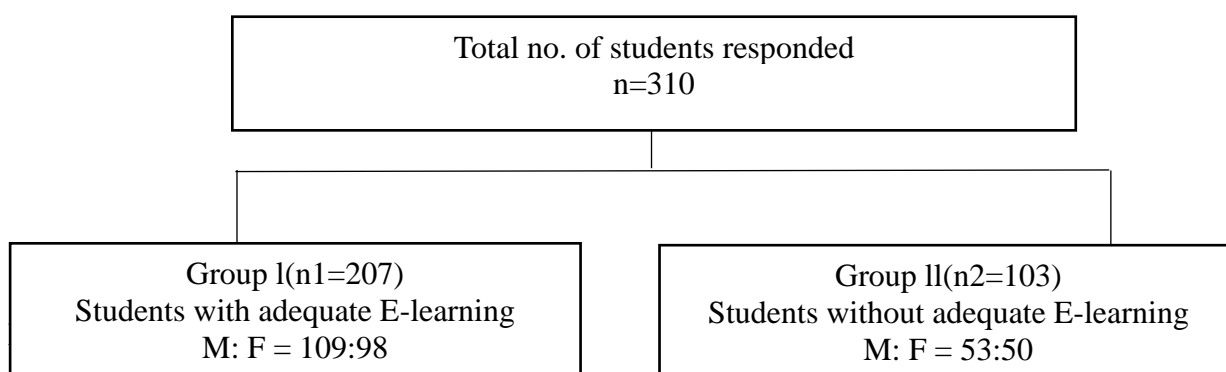 Total no. of students responded
n=310
Group l(n1=207)
Students with adequate E-learning
M: F = 109:98
Group ll(n2=103)
Students without adequate E-learning
M: F = 53:50